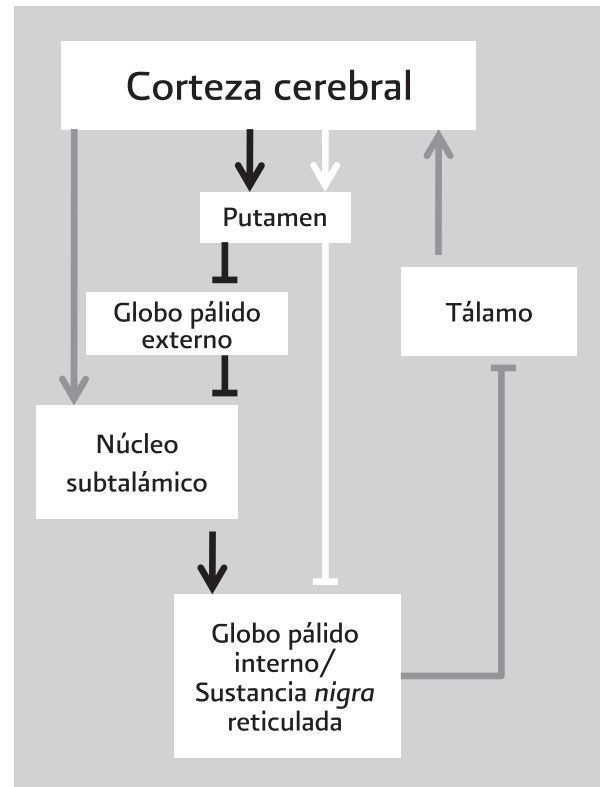 Corteza cerebral
Putamen
Globo pálido
externo
Tálamo
Núcleo
subtalámico
Globo pálido
interno/
Sustancia nigra
reticulada